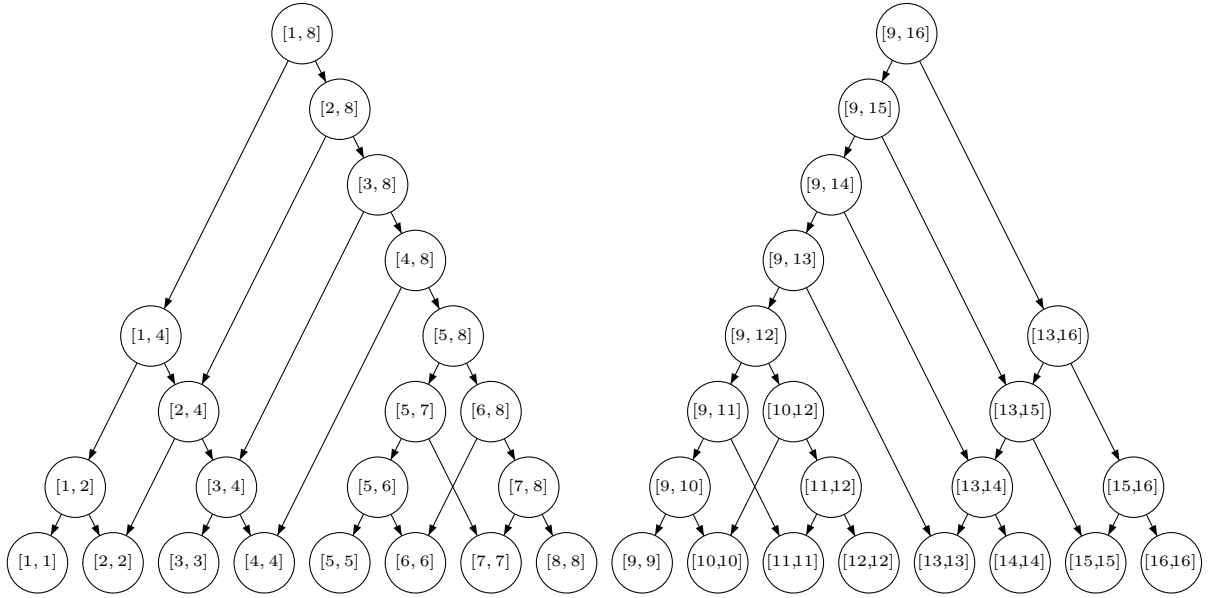 [1, 8] [9, 16]
[2, 8] [9, 15]
[3, 8] [9, 14]
[4, 8] [9, 13]
[1, 4] [5, 8] [9, 12] [13,16]
[2, 4] [5, 7] [6, 8] [9, 11] [10,12] [13,15]
[1, 2] [3, 4] [5, 6] [7, 8] [9, 10] [11,12] [13,14] [15,16]
[1, 1] [2, 2] [3, 3] [4, 4] [5, 5] [6, 6] [7, 7] [8, 8] [9, 9] [10,10] [11,11] [12,12] [13,13] [14,14] [15,15] [16,16]